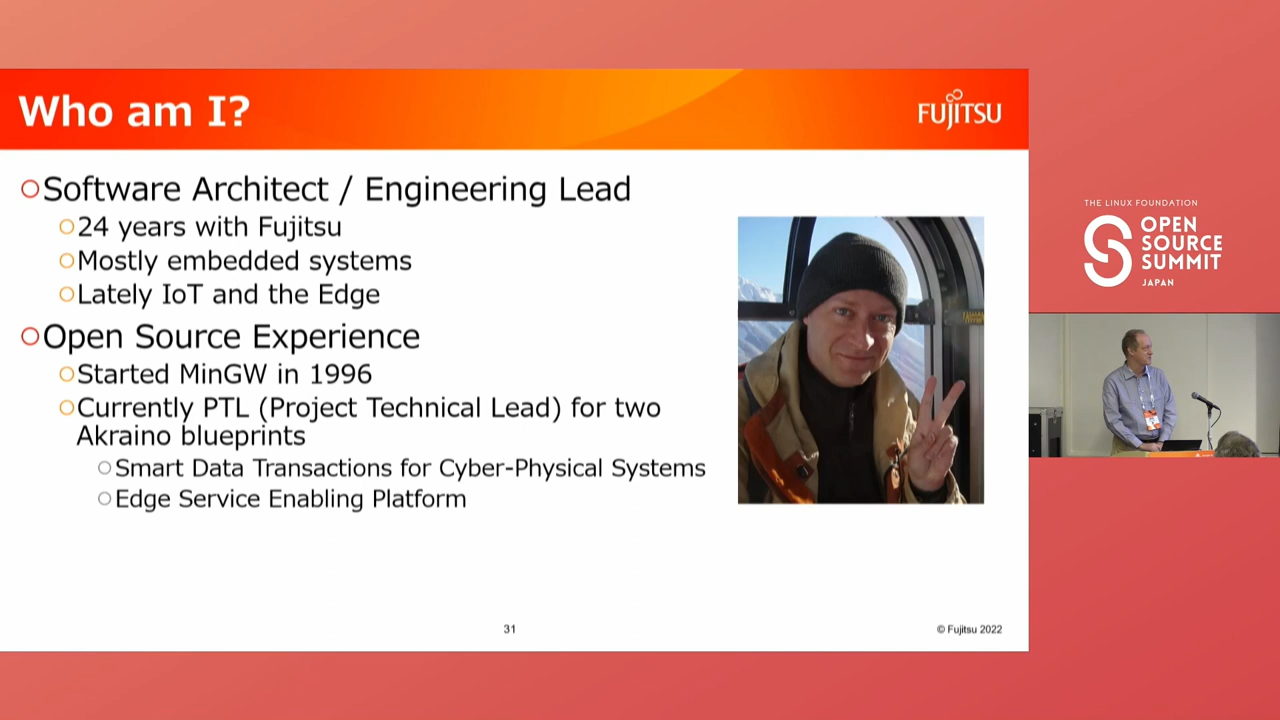 Who am I?
FUJITSU
Software Architect / Engineering Lead
24 years with Fujitsu
Mostly embedded systems
Lately IoT and the Edge
Open Source Experience
Started MinGW in 1996
Currently PTL (Project Technical Lead) for two
Akraino blueprints
Smart Data Transactions for Cyber-Physical Systems
Edge Service Enabling Platform
31
© Fujitsu 2022
THE LINUX FOUNDATION
OPEN
SOURCE
SUMMIT
JAPAN